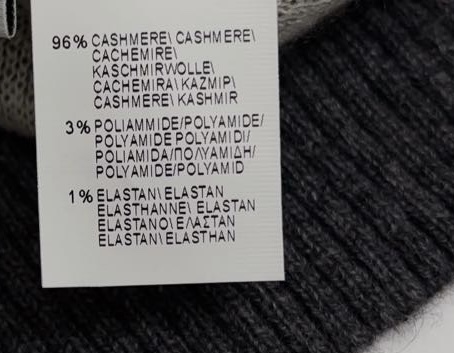 96% CASHMERE\ CASHMERE\
CACHEMIRE\
KASCHMIRWOLLE\
CACHEMIRA\ KAZMIP\
CASHMERE\ KASHMIR
3% POLIAMMIDE/POLYAMIDE/
POLYAMIDE POLYAMIDI/
POLIAMIDA/ΠΟΛΥΑΜΙΔΗ/
POLYAMIDE/POLYAMID
1% ELASTAN\ ELASTAN
ELASTHANNE\ ELASTAN
ELASTANO\ ΕΛΑΣΤΑΝ
ELASTAN\ ELASTHAN